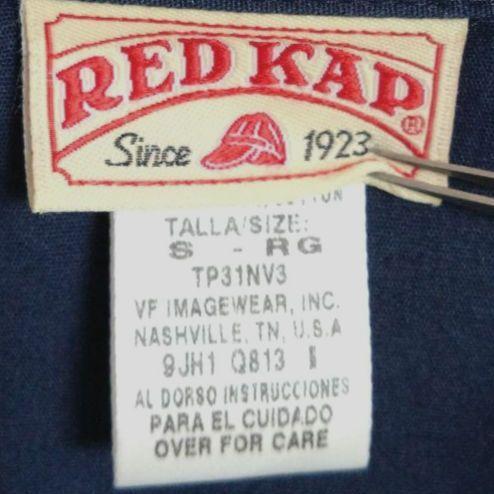 RED KAP®
Since 1923
TALLA/SIZE:
S - RG
TP31NV3
VF IMAGEWEAR, INC.
NASHVILLE, TN, U.S.A
9JH1 Q813
AL DORSO INSTRUCCIONES
PARA EL CUIDADO
OVER FOR CARE